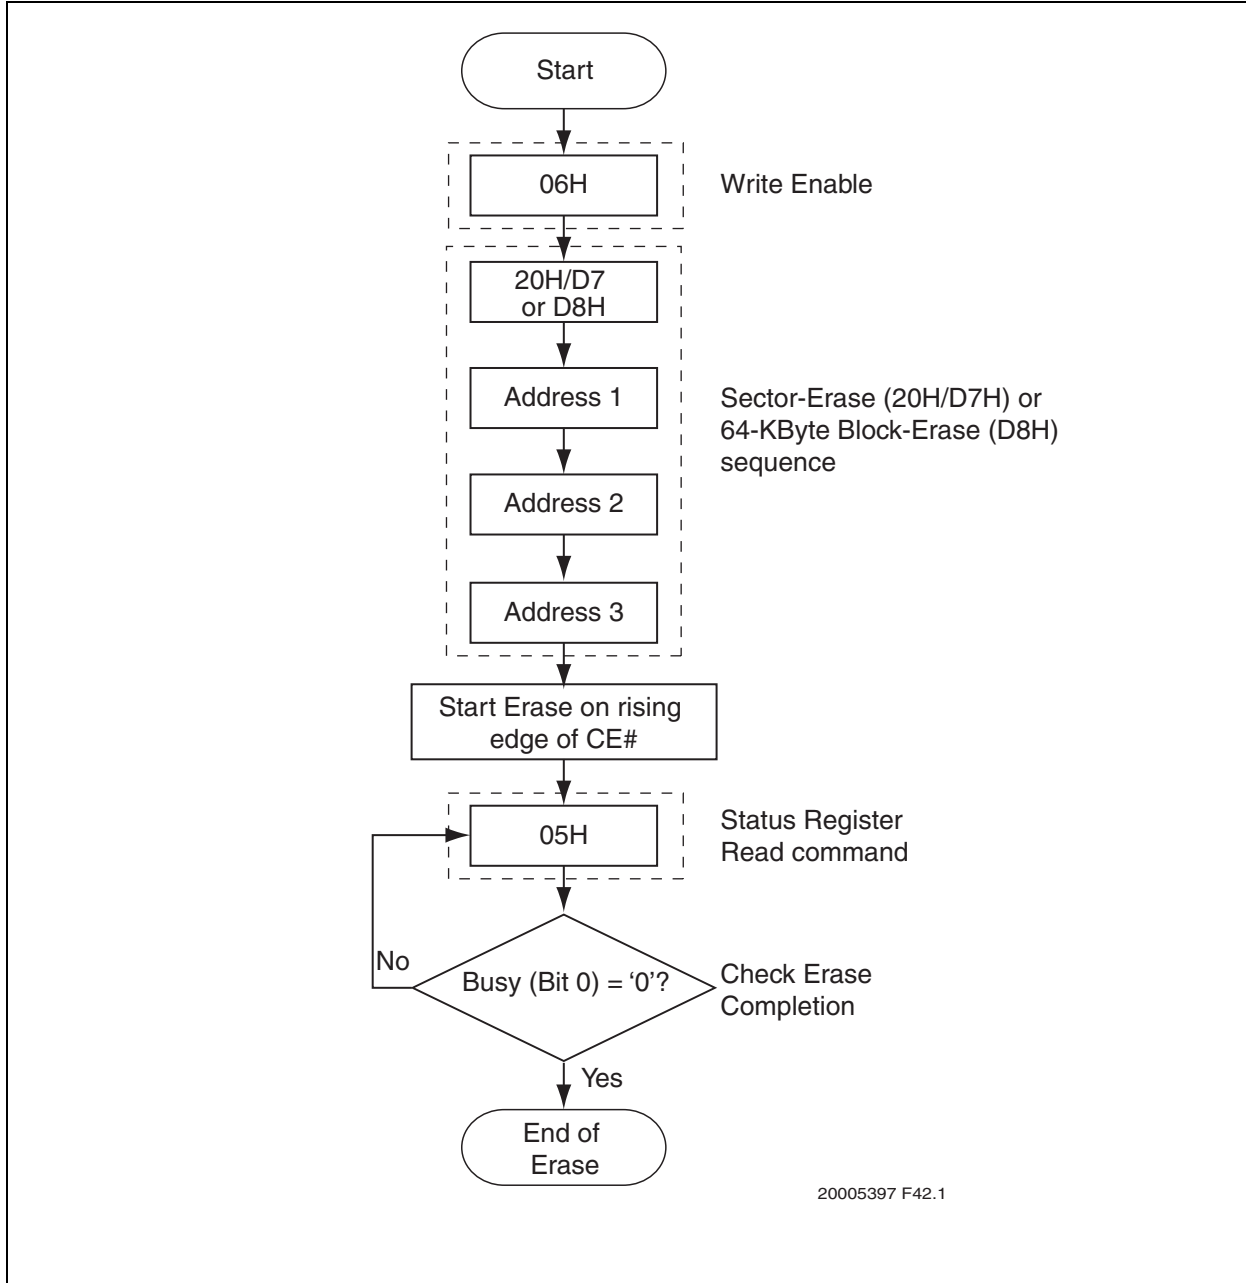 Start
06H
Write Enable
20H/D7
or D8H
Address 1
Sector-Erase (20H/D7H) or
64-KByte Block-Erase (D8H)
sequence
Address 2
Address 3
Start Erase on rising
edge of CE#
05H
Status Register
Read command
No
Busy (Bit 0) = ‘0’?
Check Erase
Completion
Yes
End of
Erase
20005397 F42.1